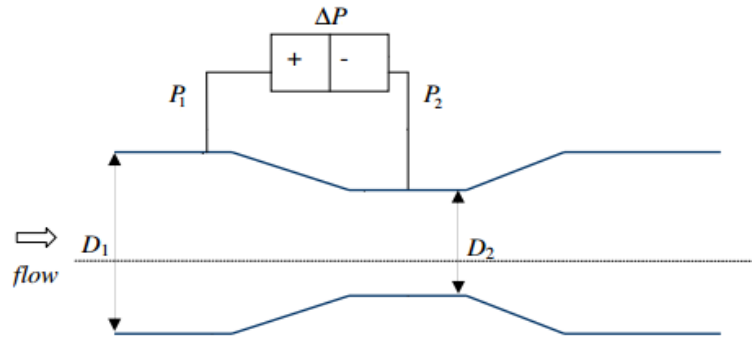 ΔP
+ -
P₁ P₂
D₁ D₂
flow